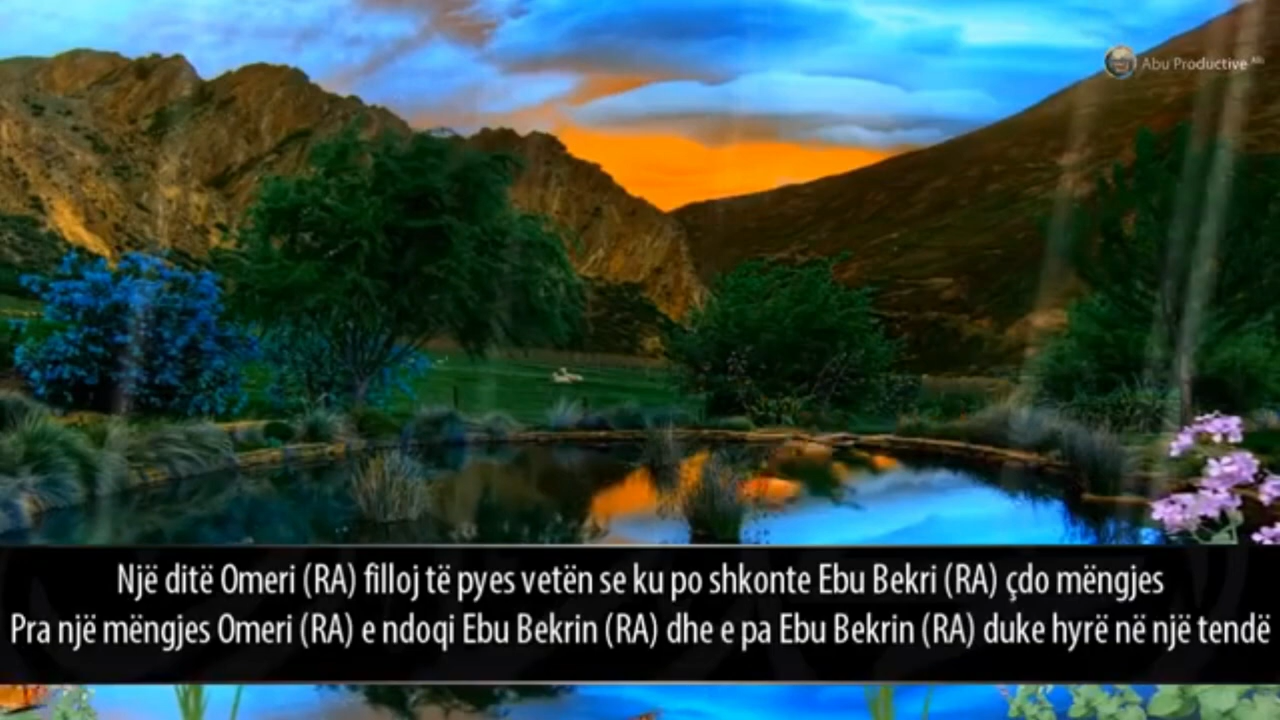 Abu Productive Alb
Një ditë Omeri (RA) filloj të pyes vetën se ku po shkonte Ebu Bekri (RA) çdo mëngjes
Pra një mëngjes Omeri (RA) e ndoqi Ebu Bekrin (RA) dhe e pa Ebu Bekrin (RA) duke hyrë në një tendë